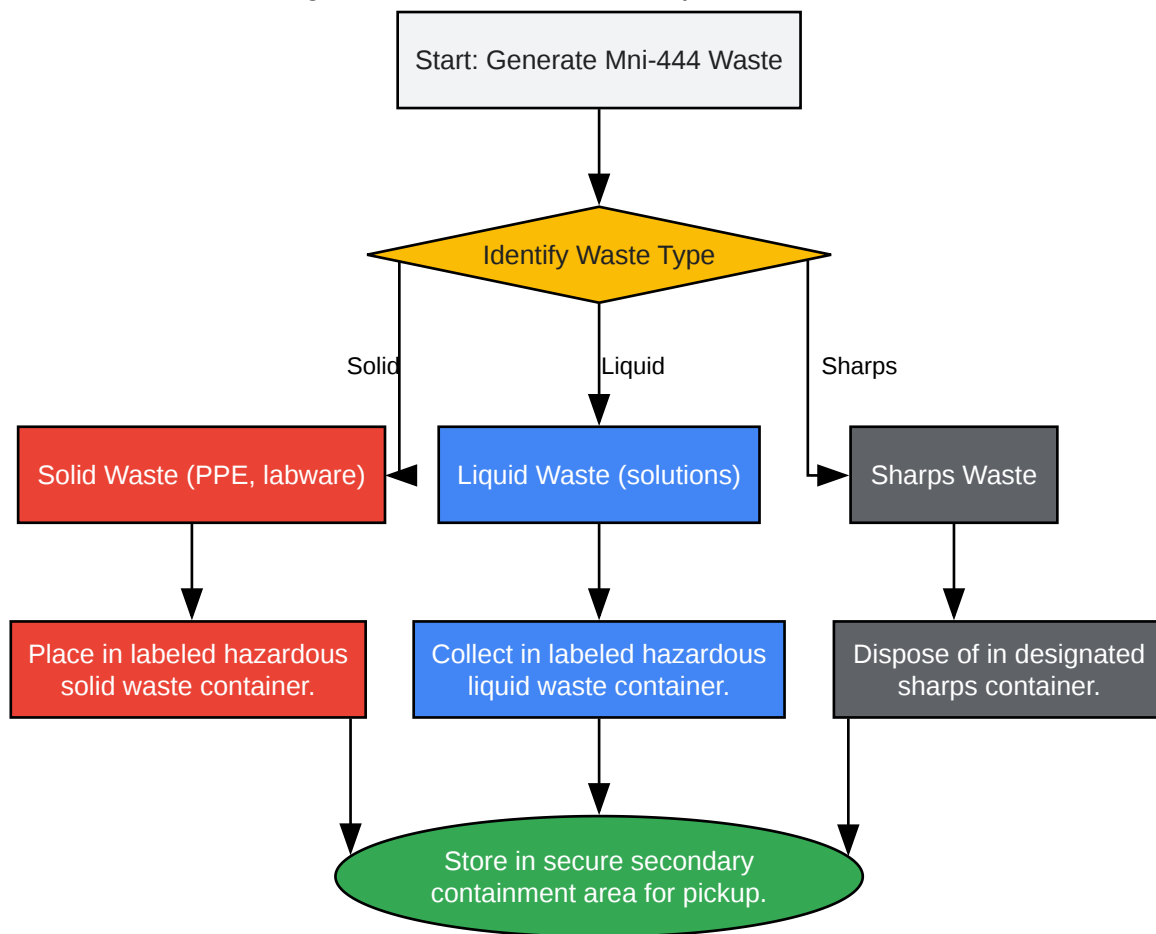 Start: Generate Mni-444 Waste
Identify Waste Type
Solid
Liquid
Sharps
Solid Waste (PPE, labware)
Liquid Waste (solutions)
Sharps Waste
Place in labeled hazardous
solid waste container.
Collect in labeled hazardous
liquid waste container.
Dispose of in designated
sharps container.
Store in secure secondary
containment area for pickup.